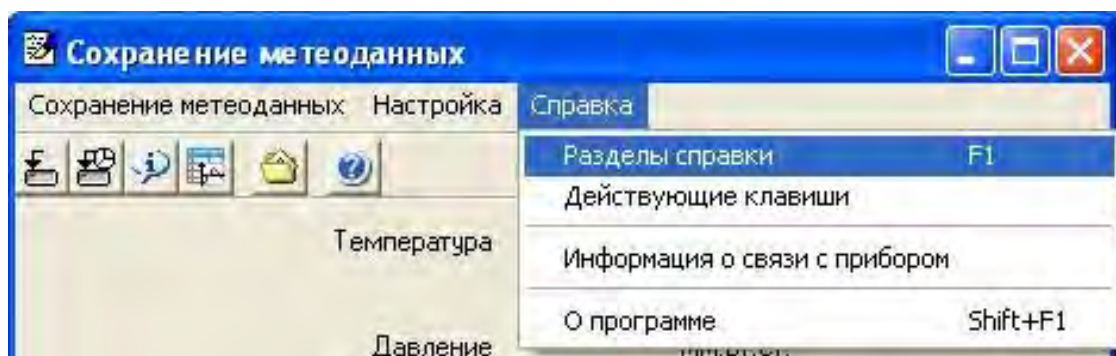 Сохранение метеоданных
Сохранение метеоданных Настройка Справка
Разделы справки F1
Действующие клавиши
Температура
Информация о связи с прибором
О программе Shift+F1
Давление